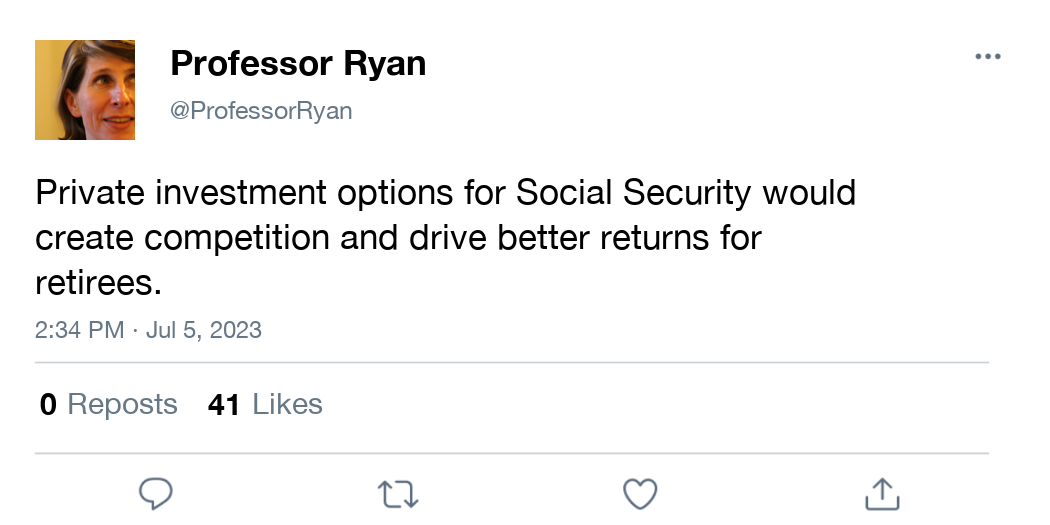 Professor Ryan
@ProfessorRyan
Private investment options for Social Security would
create competition and drive better returns for
retirees.
2:34 PM · Jul 5, 2023
0 Reposts 41 Likes